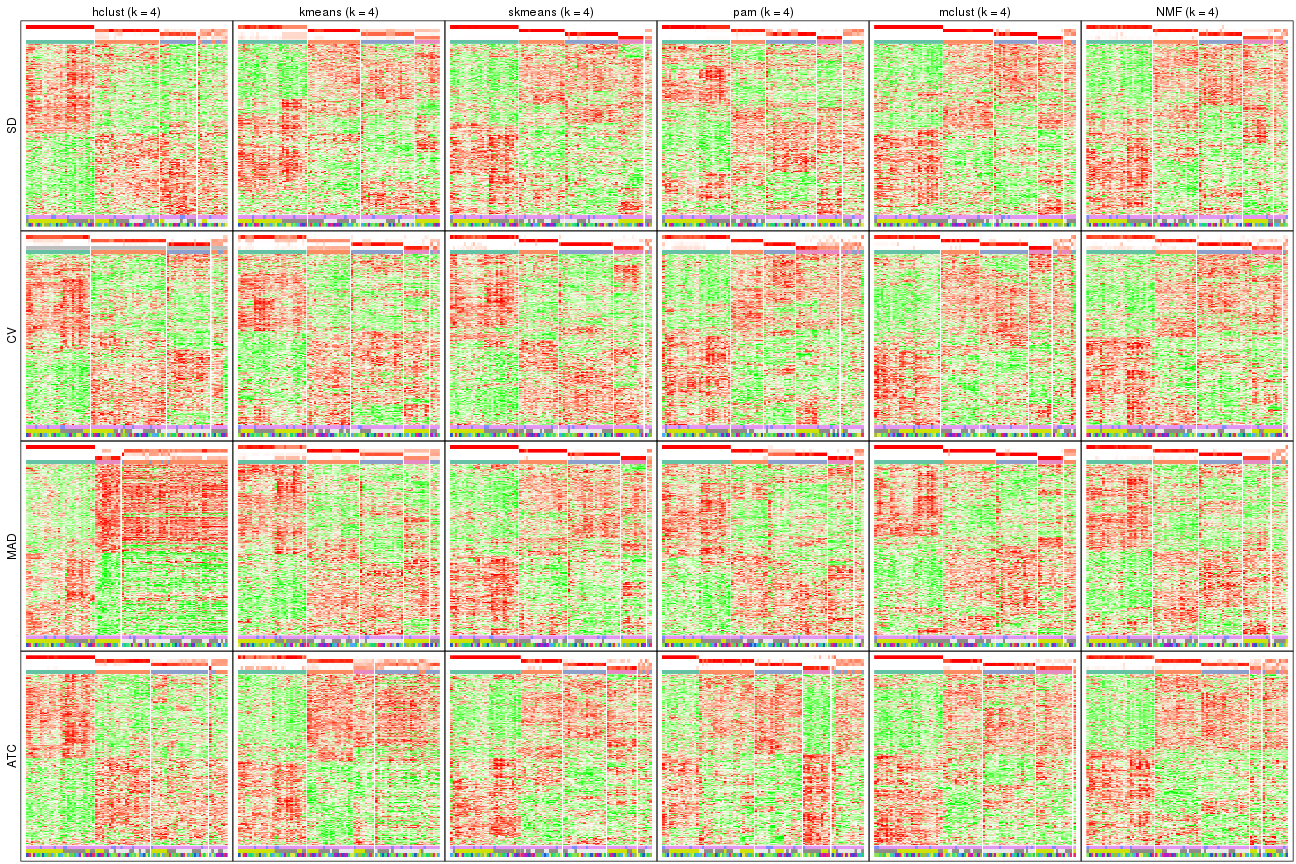 hclust (k = 4) kmeans (k = 4) skmeans (k = 4) pam (k = 4) mclust (k = 4) NMF (k = 4)
SD
CV
MAD
ATC